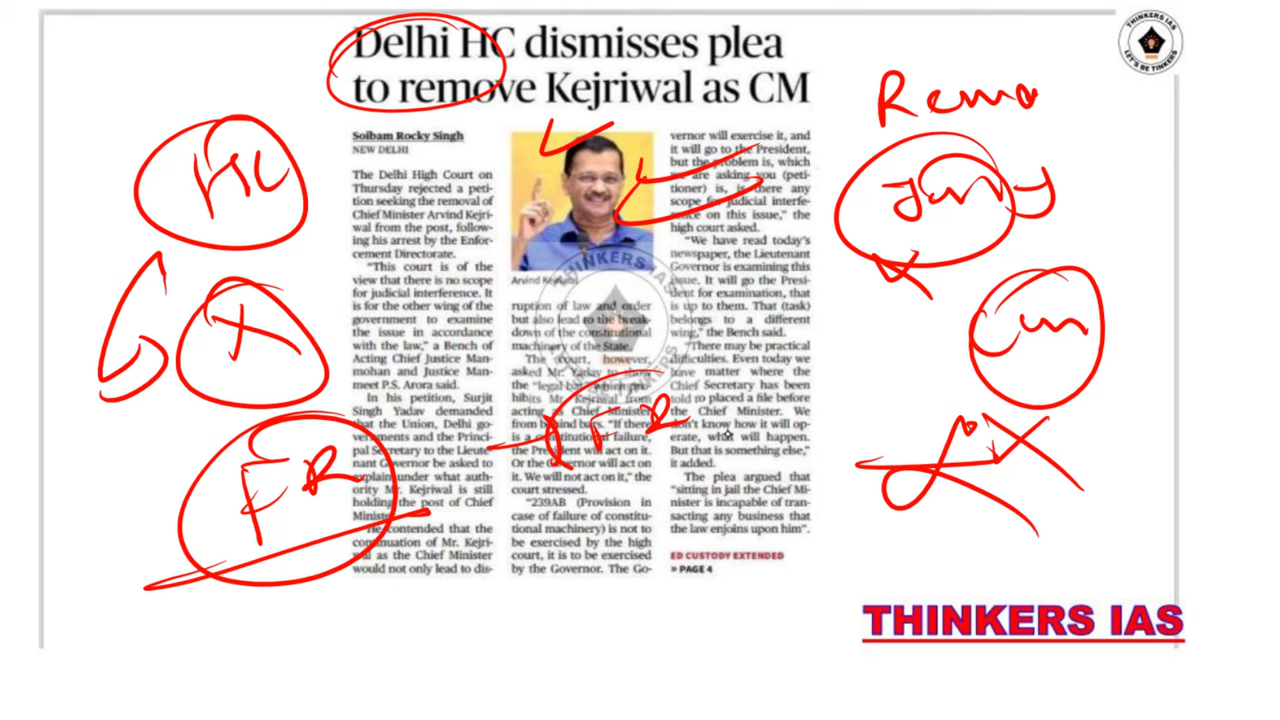 THINKERS IAS
LET'S BE TINKERS
Delhi HC dismisses plea
to remove Kejriwal as CM
Soibam Rocky Singh
NEW DELHI
The Delhi High Court on
Thursday rejected a peti-
tion seeking the removal of
Chief Minister Arvind Kejri-
wal from the post, follow-
ing his arrest by the Enfor-
cement Directorate.
"This court is of the
view that there is no scope
for judicial interference. It
is for the other wing of the
government to examine
the issue in accordance
with the law," a Bench of
Acting Chief Justice Man-
mohan and Justice Man-
meet P.S. Arora said.
In his petition, Surjit
Singh Yadav demanded
that the Union, Delhi go-
vernments and the Princi-
pal Secretary to the Lieute-
nant Governor be asked to
explain under what auth-
ority Mr. Kejriwal is still
holding the post of Chief
Minister.
He contended that the
continuation of Mr. Kejri-
wal as the Chief Minister
would not only lead to dis-
Arvind Kejriwal
ruption of law and order
but also lead to the break-
down of the constitutional
machinery of the State.
The court, however,
asked Mr. Yadav to show
the "legal bar" which pro-
hibits Mr. Kejriwal from
acting as Chief Minister
from behind bars. "If there
is a constitutional failure,
the President will act on it.
Or the Governor will act on
it. We will not act on it," the
court stressed.
"239AB (Provision in
case of failure of constitu-
tional machinery) is not to
be exercised by the high
court, it is to be exercised
by the Governor. The Go-
vernor will exercise it, and
it will go to the President,
but the problem is, which
we are asking you (peti-
tioner) is, is there any
scope for judicial interfe-
rence on this issue," the
high court asked.
"We have read today's
newspaper, the Lieutenant
Governor is examining this
issue. It will go the Presi-
dent for examination, that
is up to them. That (task)
belongs to a different
wing," the Bench said.
"There may be practical
difficulties. Even today we
have matter where the
Chief Secretary has been
told to placed a file before
the Chief Minister. We
don't know how it will op-
erate, what will happen.
But that is something else,"
it added.
The plea argued that
"sitting in jail the Chief Mi-
nister is incapable of tran-
sacting any business that
the law enjoins upon him".
ED CUSTODY EXTENDED
» PAGE 4
THINKERS IAS
HC
X
FR
FR
Remo
THINKERS IAS